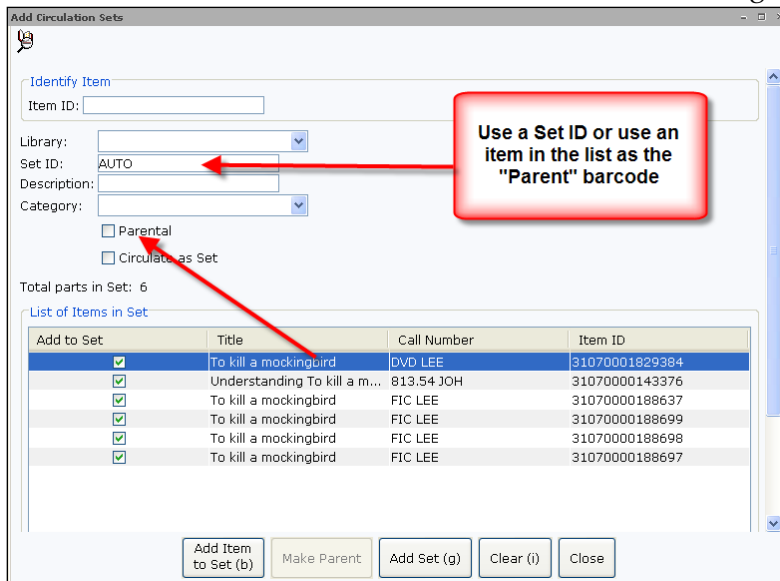 Add Circulation Sets
Identify Item
Item ID:
Library:
Set ID: AUTO
Description:
Category:
Parental
Circulate as Set
Use a Set ID or use an
item in the list as the
"Parent" barcode
Total parts in Set: 6
List of Items in Set
Add to Set Title Call Number Item ID
To kill a mockingbird DVD LEE 31070001829384
Understanding To kill a m... 813.54 JOH 31070000143376
To kill a mockingbird FIC LEE 31070000188637
To kill a mockingbird FIC LEE 31070000188699
To kill a mockingbird FIC LEE 31070000188698
To kill a mockingbird FIC LEE 31070000188697
Add Item
to Set (b)
Make Parent
Add Set (g)
Clear (i)
Close